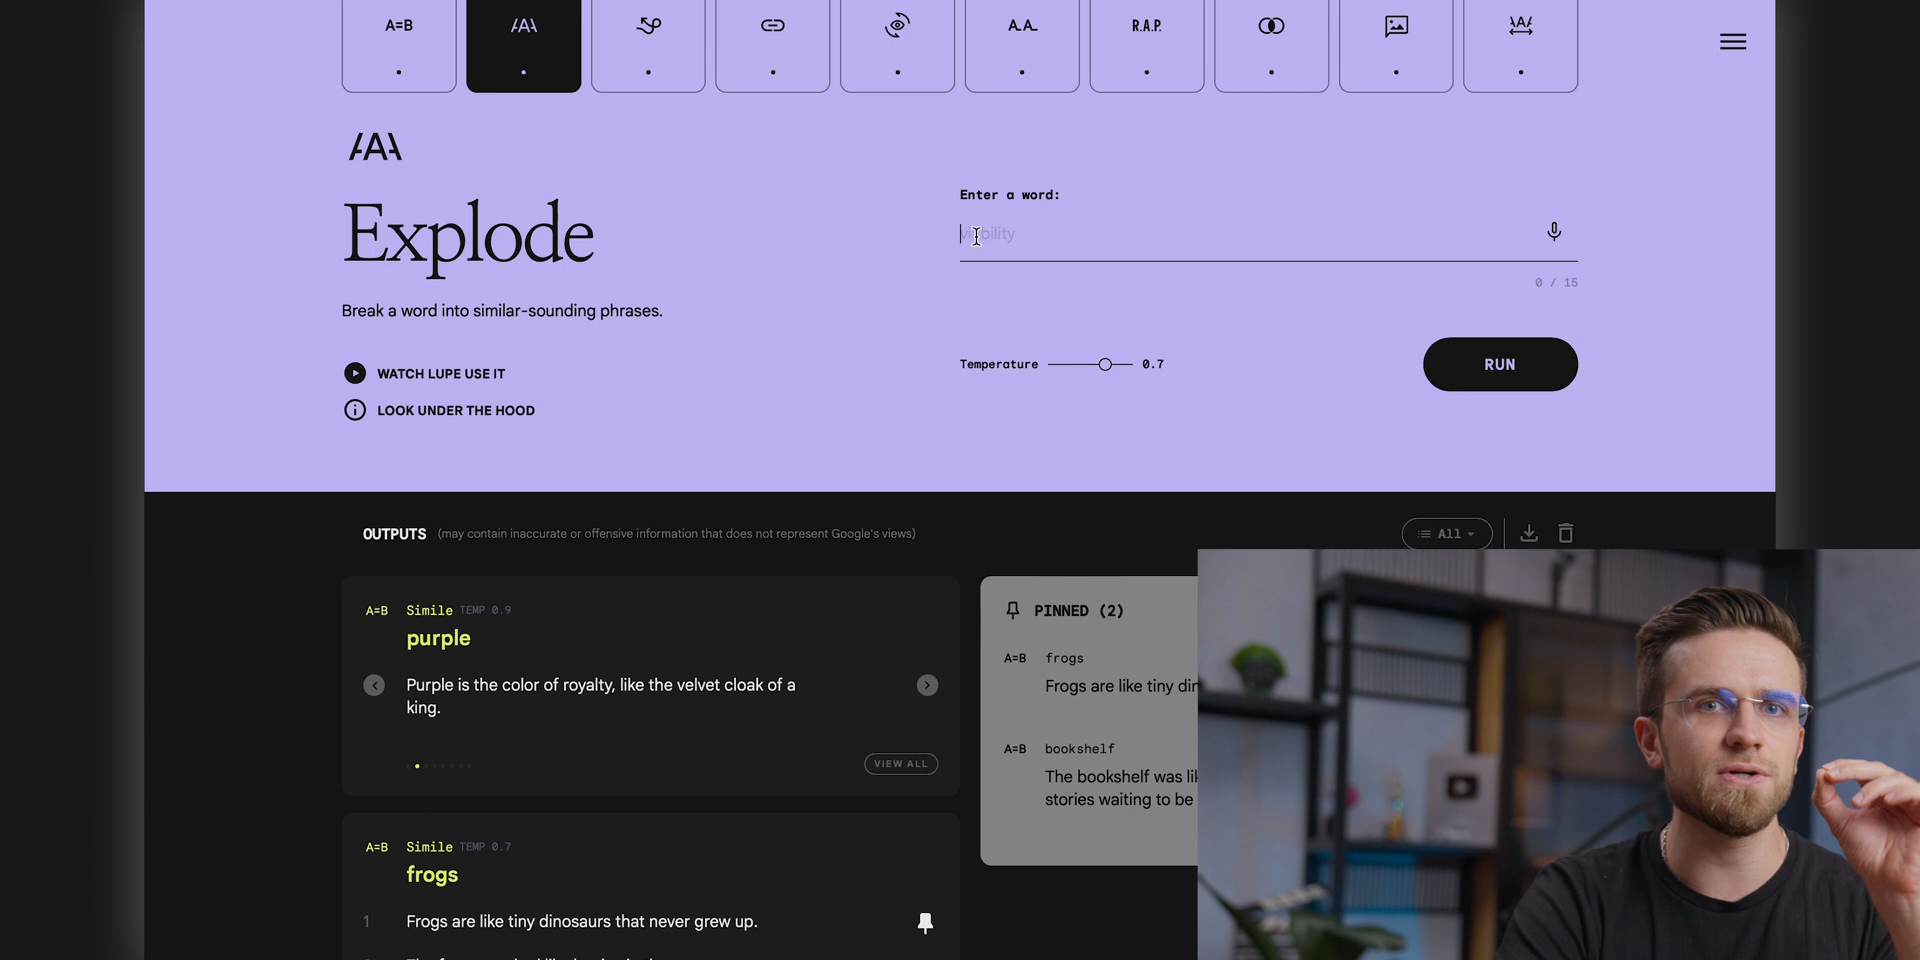 A=B
A.A.
R.A.P.
Explode
Break a word into similar-sounding phrases.
WATCH LUPE USE IT
LOOK UNDER THE HOOD
Enter a word:
0 / 15
Temperature 0.7
RUN
OUTPUTS (may contain inaccurate or offensive information that does not represent Google's views)
All
A=B Simile TEMP 0.9
purple
Purple is the color of royalty, like the velvet cloak of a
king.
VIEW ALL
A=B Simile TEMP 0.7
frogs
1 Frogs are like tiny dinosaurs that never grew up.
PINNED (2)
A=B frogs
Frogs are like tiny
A=B bookshelf
The bookshelf was
stories waiting to be